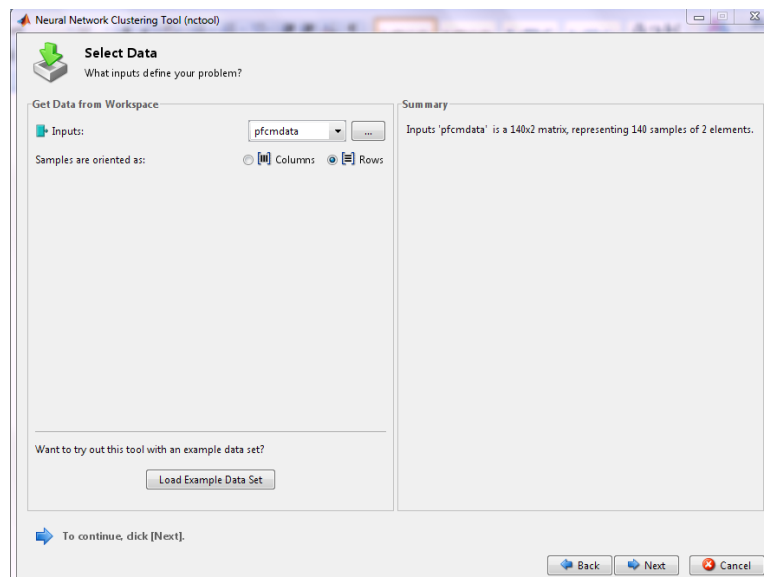 Neural Network Clustering Tool (nctool)
Select Data
What inputs define your problem?
Get Data from Workspace
Inputs:
pfcmdata
...
Samples are oriented as:
Columns
Rows
Want to try out this tool with an example data set?
Load Example Data Set
Summary
Inputs 'pfcmdata' is a 140x2 matrix, representing 140 samples of 2 elements.
To continue, click [Next].
Back
Next
Cancel